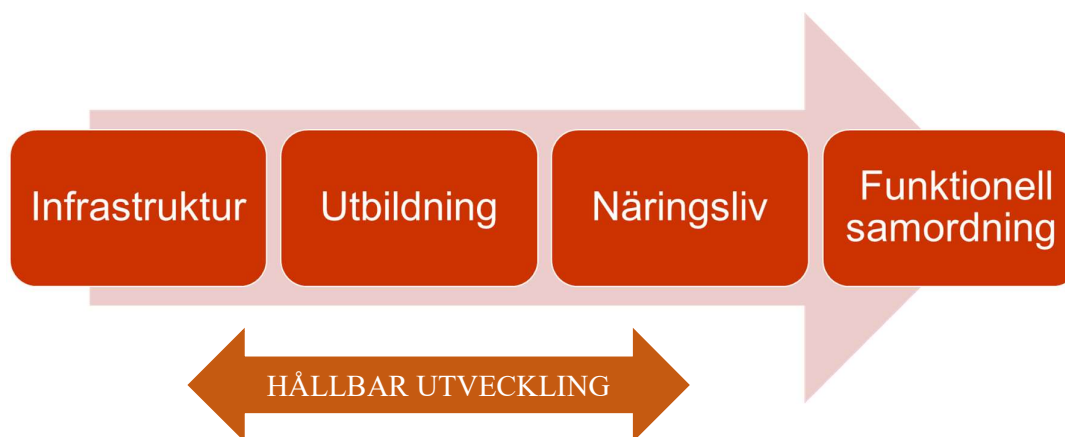 Infrastruktur
Utbildning
Näringsliv
Funktionell
samordning
HÅLLBAR UTVECKLING